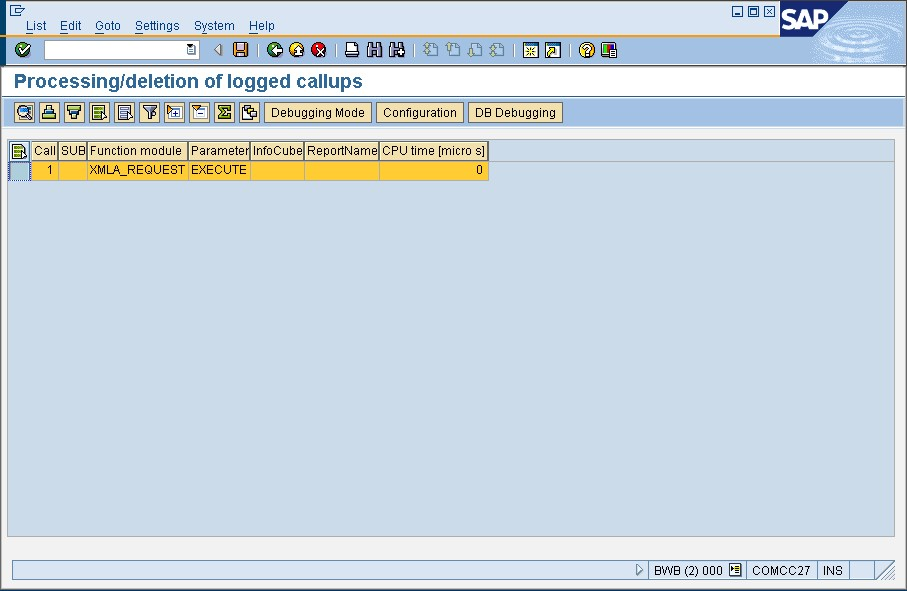 List Edit Goto Settings System Help
SAP
Processing/deletion of logged callups
Debugging Mode Configuration DB Debugging
Call SUB Function module Parameter InfoCube ReportName CPU time [micro s]
1 XMLA_REQUEST EXECUTE 0
BWB (2) 000 COMCC27 INS